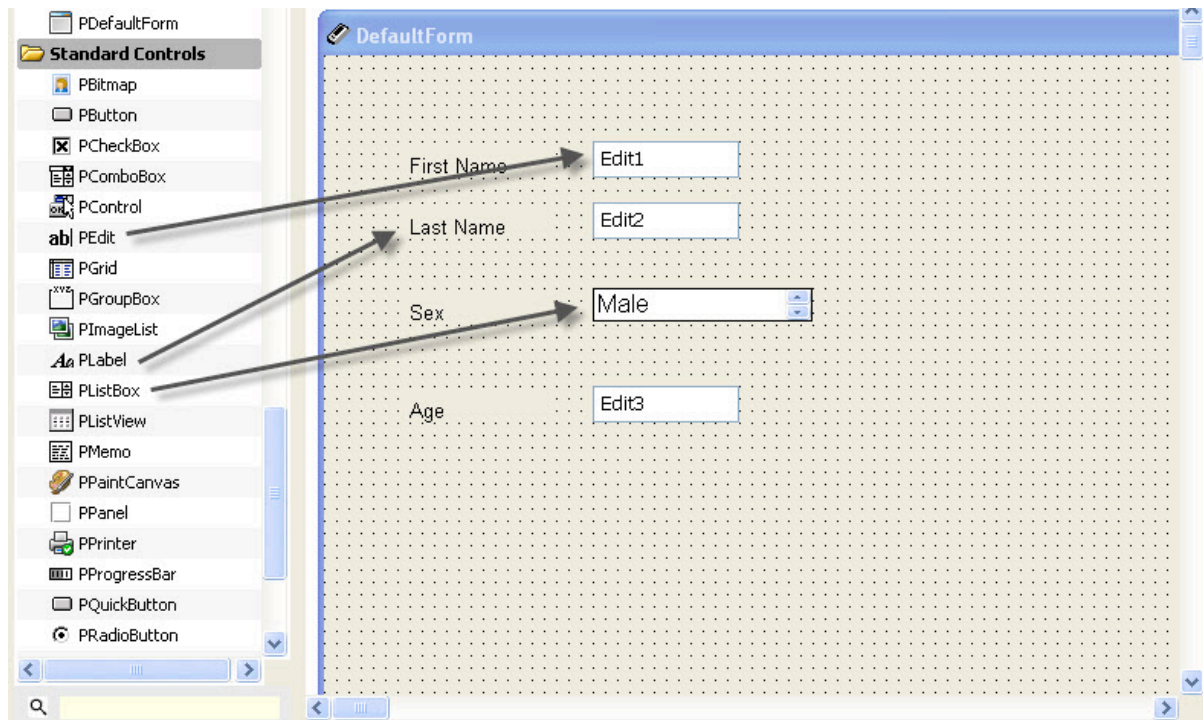 PDefaultForm
Standard Controls
PBitmap
PButton
PCheckBox
PComboBox
PControl
PEdit
PGrid
PGroupBox
PImageList
PLabel
PListBox
PListView
PMemo
PPaintCanvas
PPanel
PPrinter
PProgressBar
PQuickButton
PRadioButton
DefaultForm
First Name
Edit1
Last Name
Edit2
Sex
Male
Age
Edit3